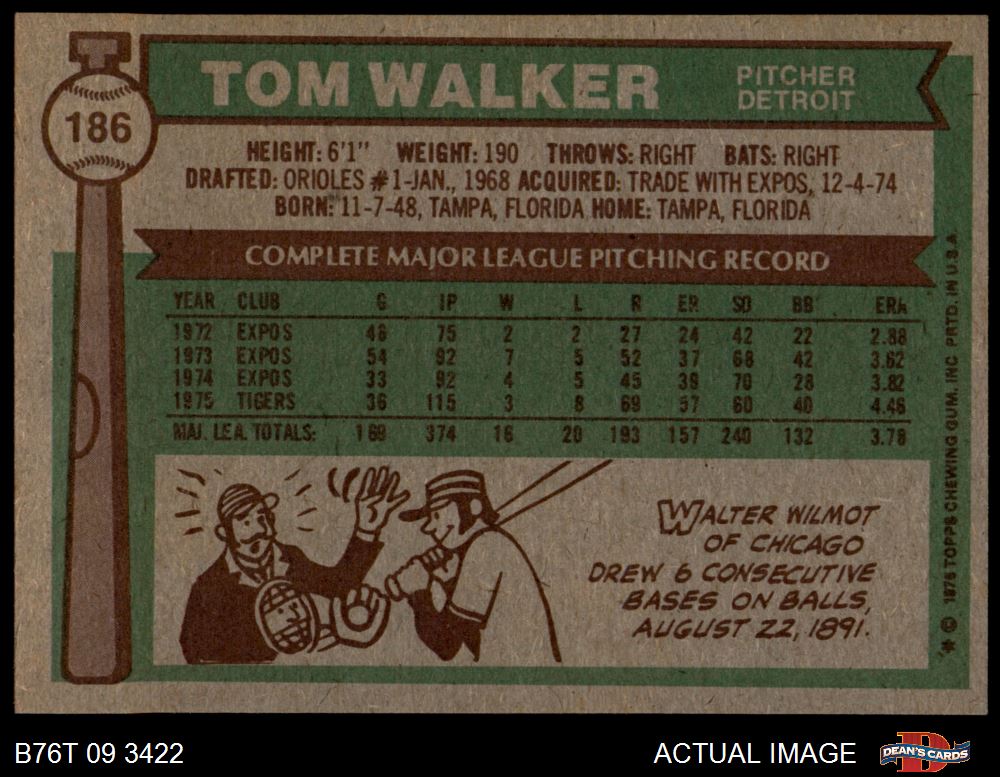 186
TOM WALKER
PITCHER
DETROIT
HEIGHT: 6'1" WEIGHT: 190 THROWS: RIGHT BATS: RIGHT
DRAFTED: ORIOLES #1-JAN., 1968 ACQUIRED: TRADE WITH EXPOS, 12-4-74
BORN: 11-7-48, TAMPA, FLORIDA HOME: TAMPA, FLORIDA
COMPLETE MAJOR LEAGUE PITCHING RECORD
YEAR CLUB G IP W L R ER SO BB ERA
1972 EXPOS 46 75 2 2 27 24 42 22 2.88
1973 EXPOS 54 92 7 5 52 37 68 42 3.62
1974 EXPOS 33 92 4 5 45 39 70 28 3.82
1975 TIGERS 36 115 3 8 69 57 60 40 4.46
MAJ. LEA. TOTALS: 169 374 16 20 193 157 240 132 3.78
WALTER WILMOT
OF CHICAGO
DREW 6 CONSECUTIVE
BASES ON BALLS,
AUGUST 22, 1891.
* © 1976 TOPPS CHEWING GUM, INC PRTD. IN U.S.A.
B76T 09 3422
ACTUAL IMAGE
DEAN'S CARDS